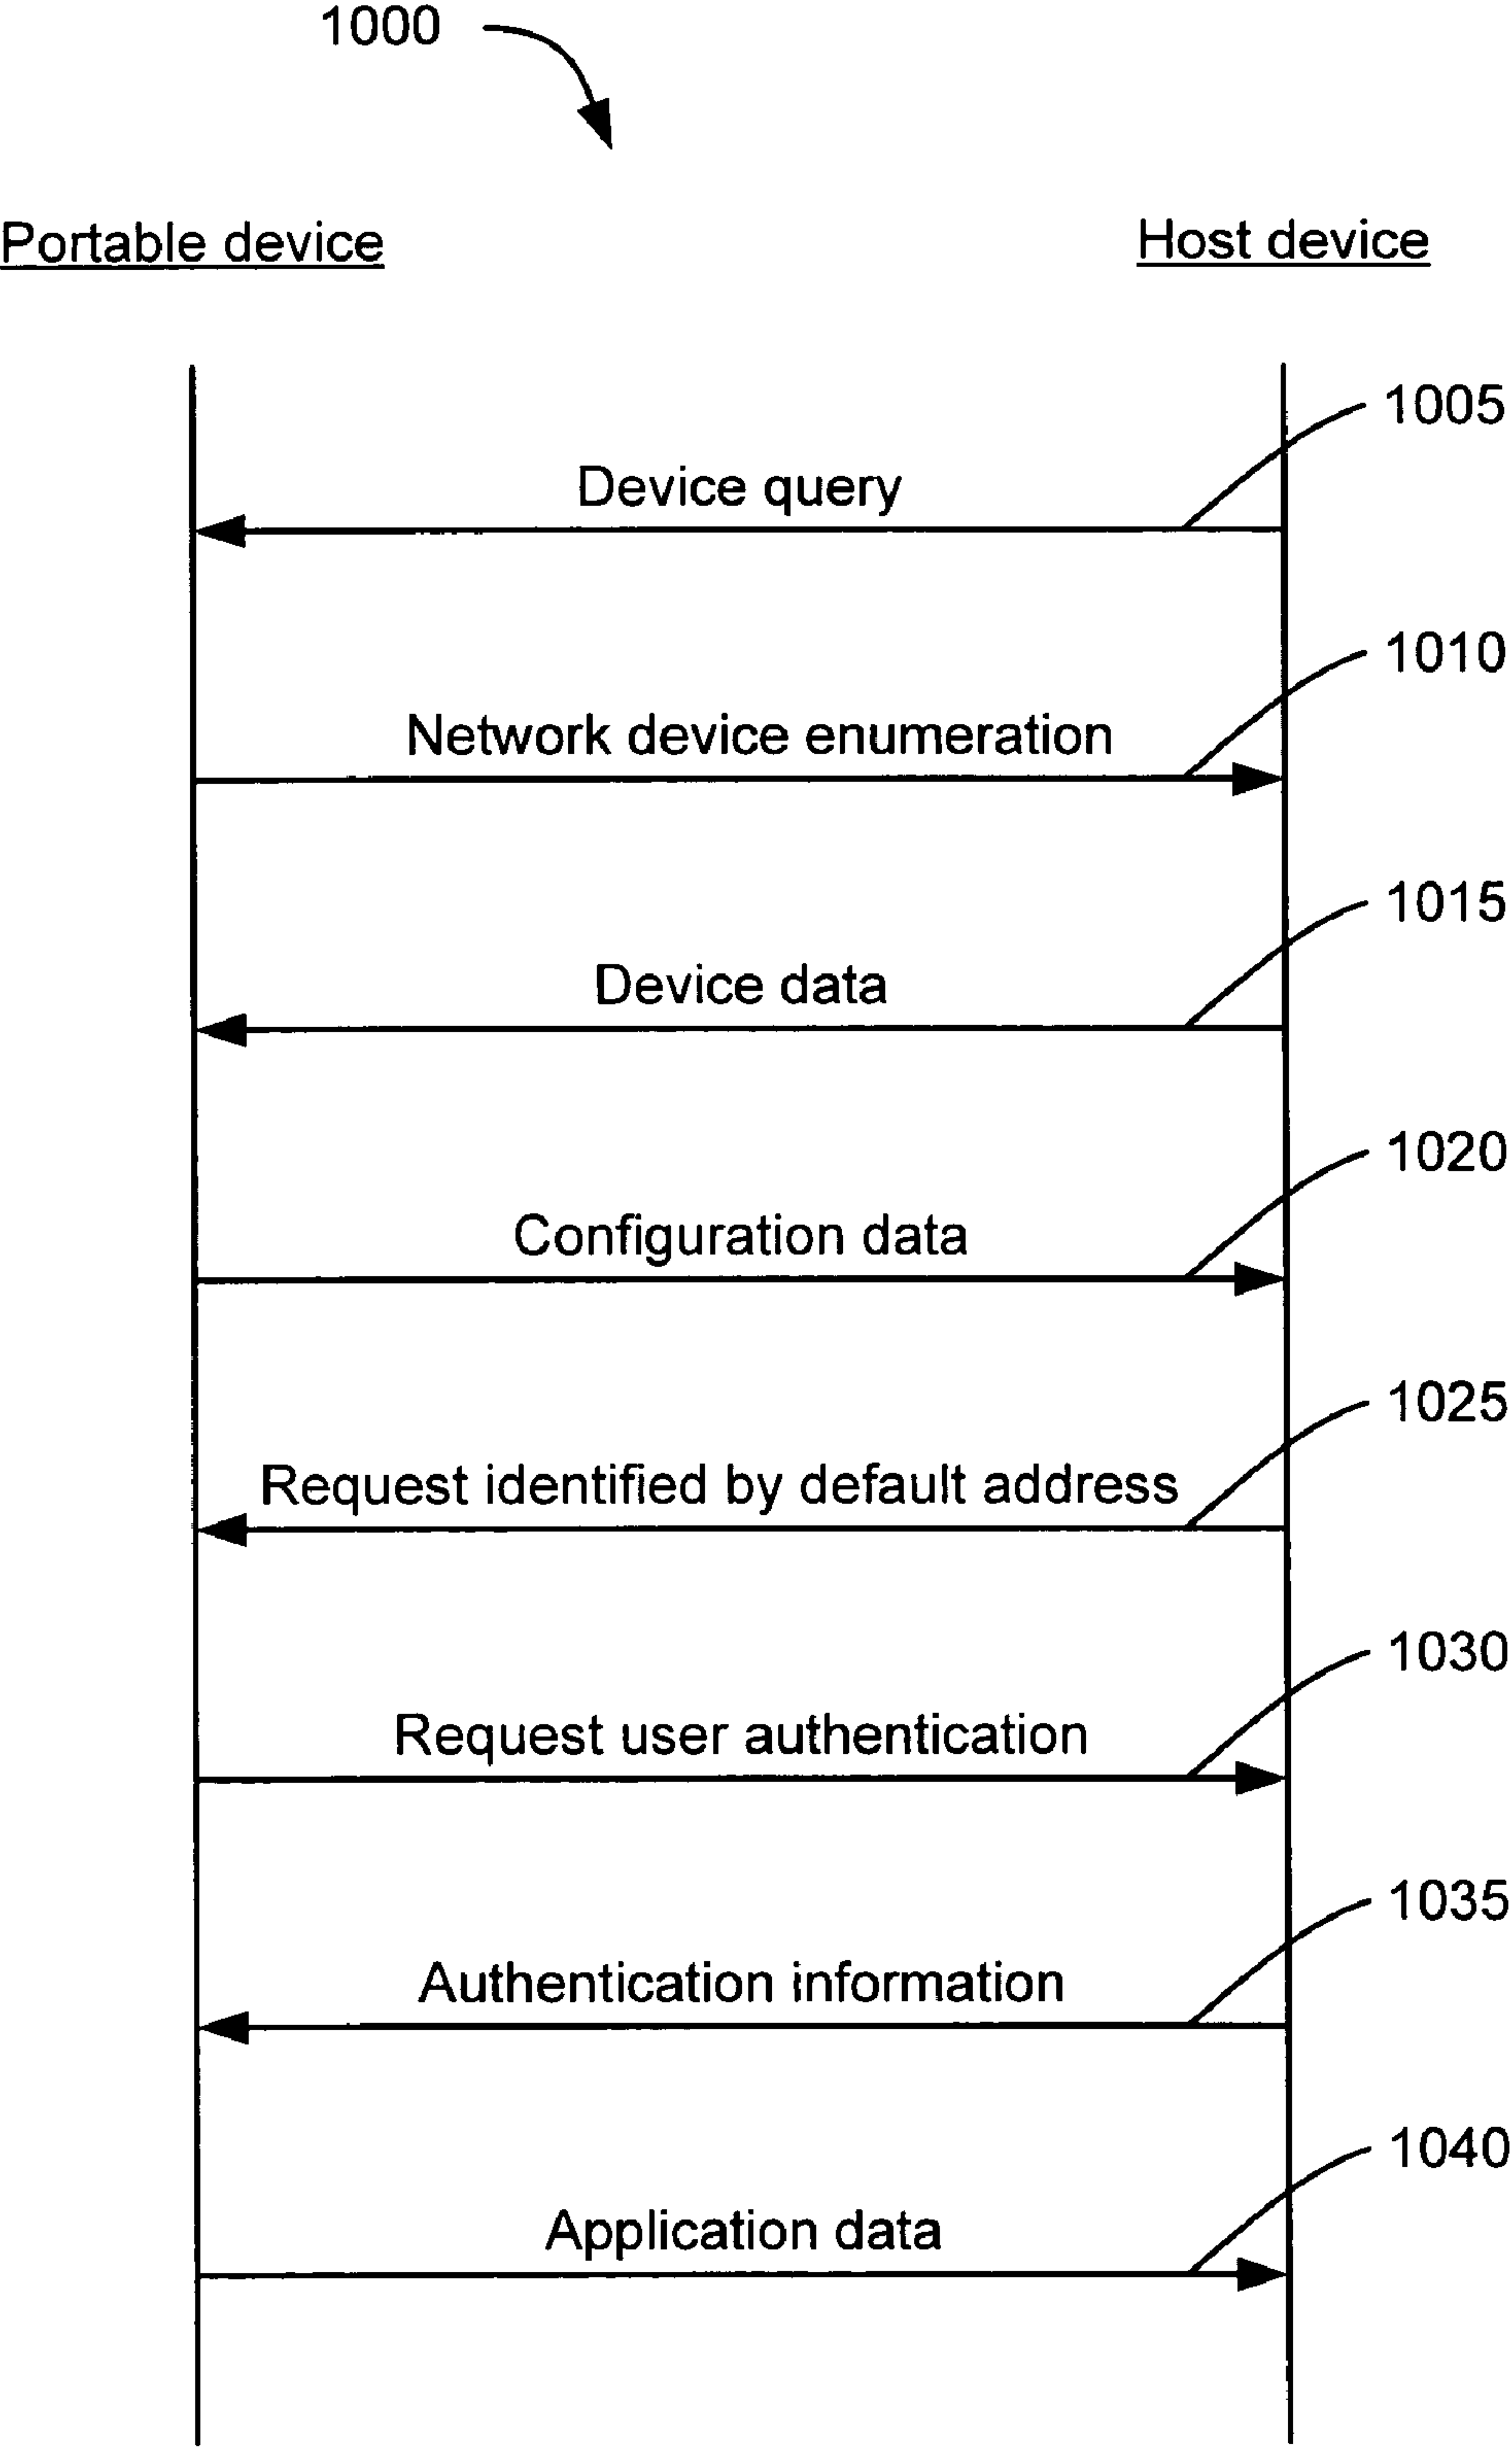 1000
Portable device
Host device
1005
Device query
1010
Network device enumeration
1015
Device data
1020
Configuration data
1025
Request identified by default address
1030
Request user authentication
1035
Authentication information
1040
Application data